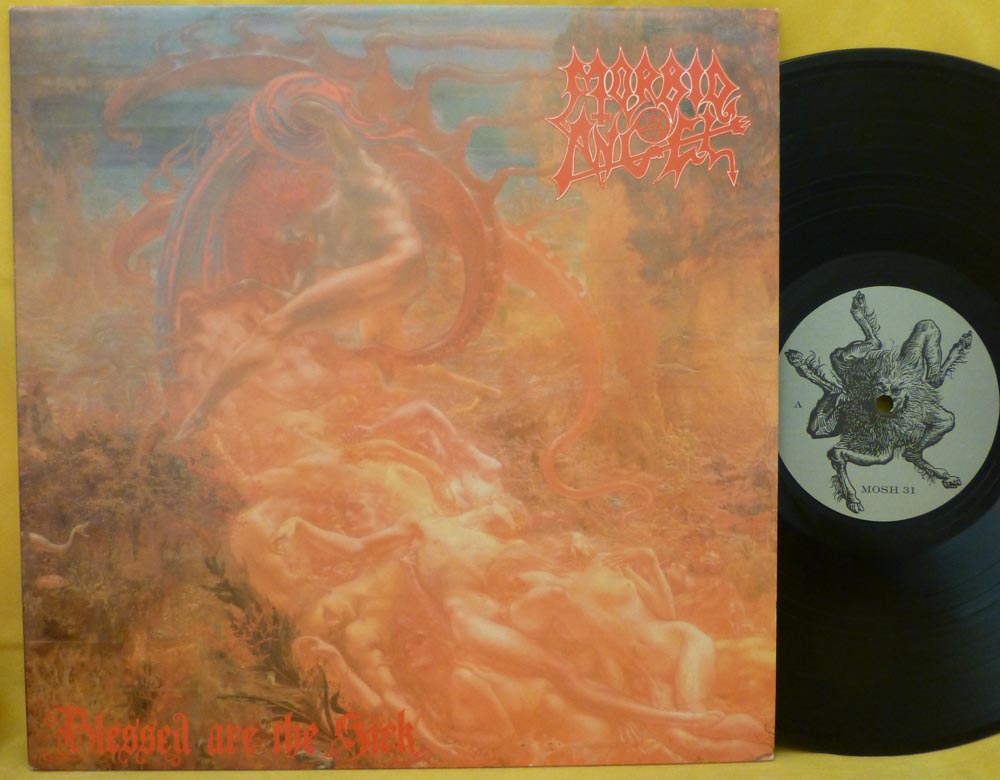 MORBID
ANGEL
A
MOSH 31
Blessed are the Sick